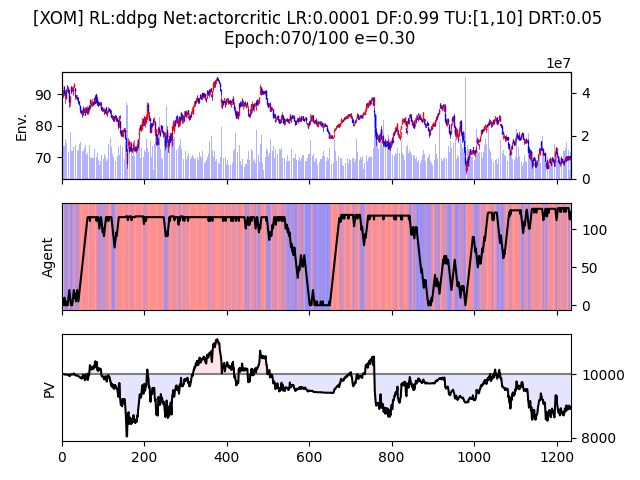 [XOM] RL:ddpg Net:actorcritic LR:0.0001 DF:0.99 TU:[1,10] DRT:0.05
Epoch:070/100 e=0.30
1e7
Env.
90
80
70
4
2
0
Agent
100
50
0
PV
10000
8000
0 200 400 600 800 1000 1200